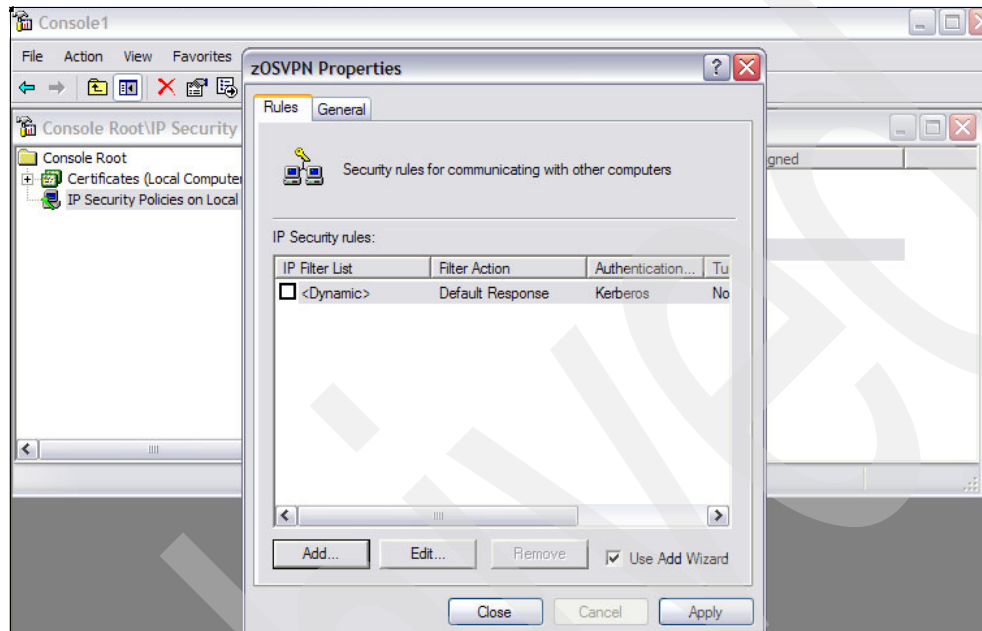 Console1
File Action View Favorites
Console Root\IP Security
Console Root
Certificates (Local Computer
IP Security Policies on Local
gned
zOSVPN Properties
Rules General
Security rules for communicating with other computers
IP Security rules:
IP Filter List Filter Action Authentication... Tu
<Dynamic> Default Response Kerberos No
Add... Edit... Remove Use Add Wizard
Close Cancel Apply